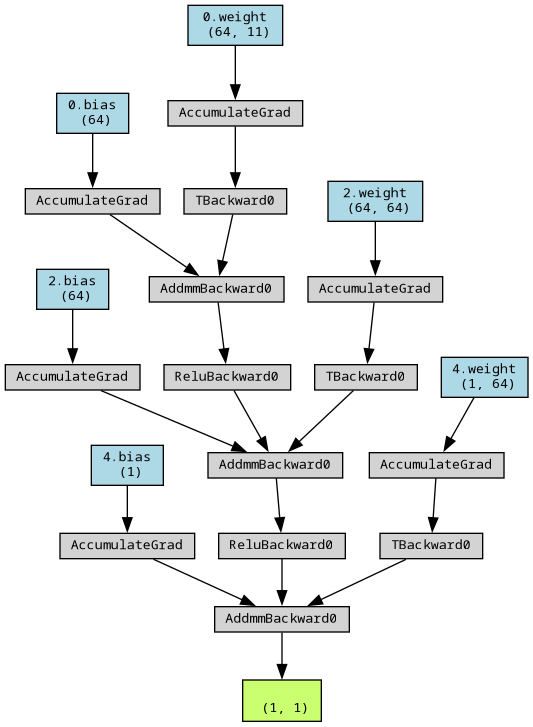 0.weight
(64, 11)
0.bias
(64)
AccumulateGrad
AccumulateGrad
TBackward0
2.weight
(64, 64)
2.bias
(64)
AddmmBackward0
AccumulateGrad
AccumulateGrad
ReluBackward0
TBackward0
4.weight
(1, 64)
4.bias
(1)
AddmmBackward0
AccumulateGrad
AccumulateGrad
ReluBackward0
TBackward0
AddmmBackward0
(1, 1)